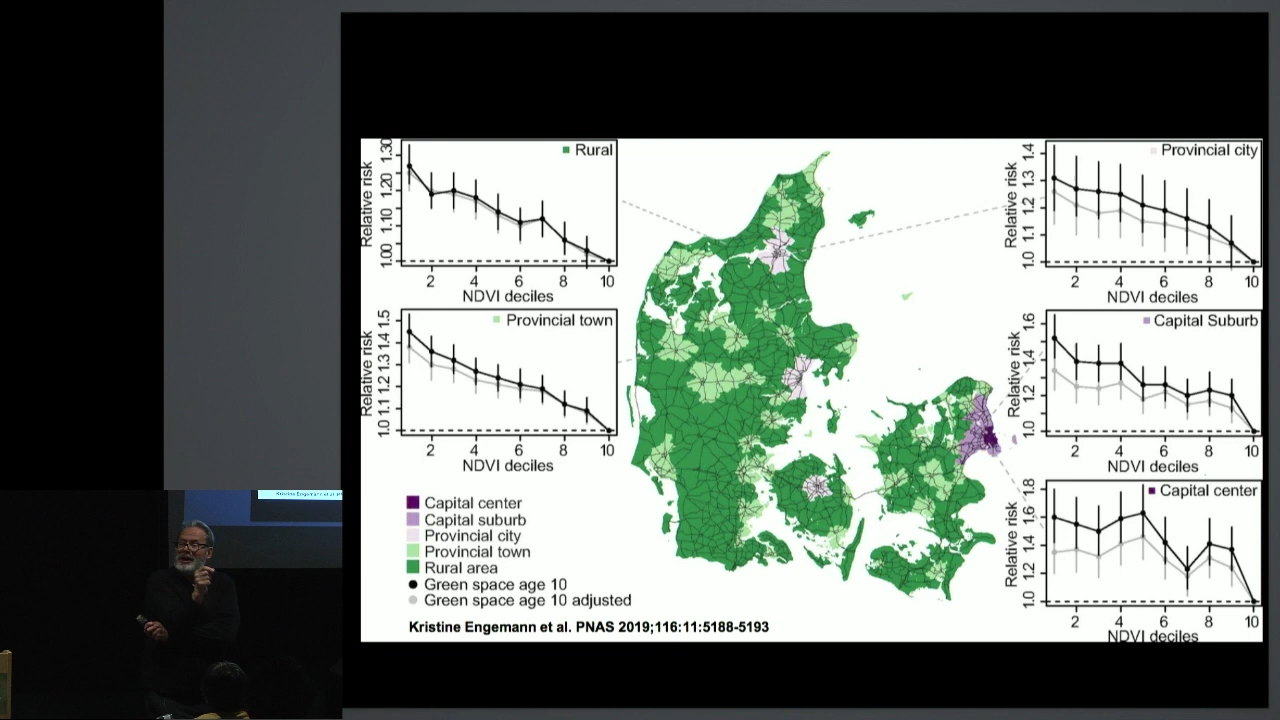 Rural
Relative risk
1.00 1.10 1.20 1.30
2 4 6 8 10
NDVI deciles
Provincial town
Relative risk
1.0 1.1 1.2 1.3 1.4 1.5
2 4 6 8 10
NDVI deciles
Capital center
Capital suburb
Provincial city
Provincial town
Rural area
Green space age 10
Green space age 10 adjusted
Kristine Engemann et al. PNAS 2019;116:11:5188-5193
Provincial city
Relative risk
1.0 1.1 1.2 1.3 1.4
2 4 6 8 10
NDVI deciles
Capital Suburb
Relative risk
1.0 1.2 1.4 1.6
2 4 6 8 10
NDVI deciles
Capital center
Relative risk
1.0 1.2 1.4 1.6 1.8
2 4 6 8 10
NDVI deciles
Kristine Engemann et al. PN